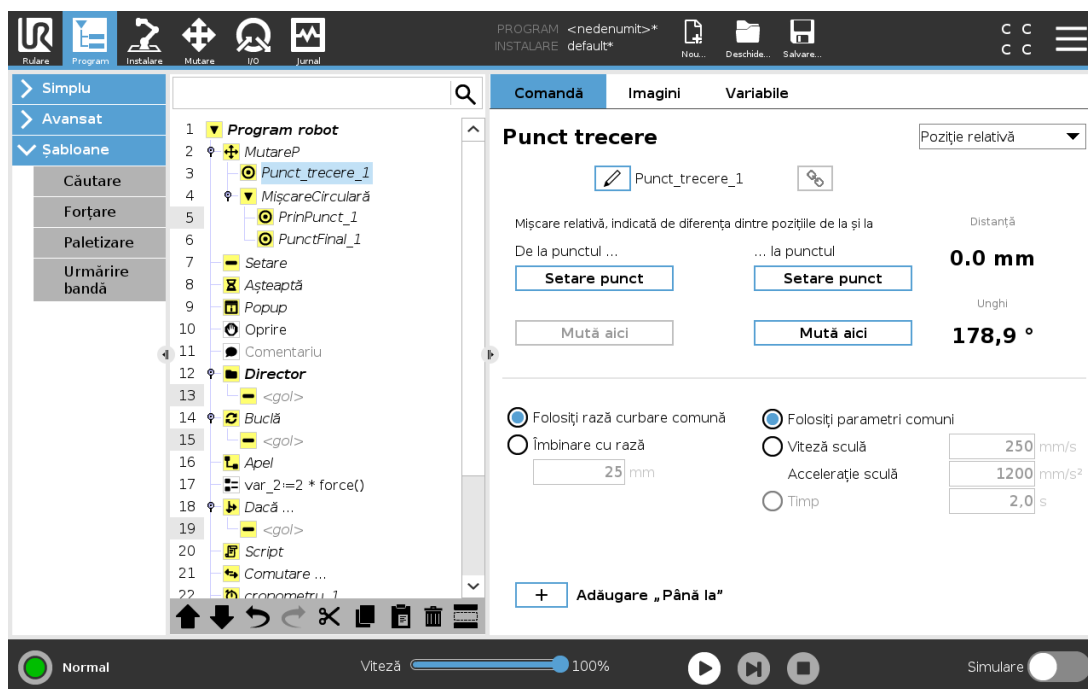 PROGRAM <nedenumit>*
INSTALARE default*
C C
C C
Rulare Program Instalare Mutare I/O Jurnal Nou... Deschide... Salvare...
Simplu
Avansat
Șabloane
Căutare
Forțare
Paletizare
Urmărire
bandă
1 Program robot
2 MutareP
3 Punct_trecere_1
4 MișcareCirculară
5 PrinPunct_1
6 PunctFinal_1
7 Setare
8 Așteaptă
9 Popup
10 Oprire
11 Comentariu
12 Director
13 <gol>
14 Buclă
15 <gol>
16 Apel
17 var_2≔2 * force()
18 Dacă ...
19 <gol>
20 Script
21 Comutare ...
22 cronometru_1
Comandă Imagini Variabile
Punct trecere
Poziție relativă
Punct_trecere_1
Mișcare relativă, indicată de diferența dintre pozițiile de la și la
Distanță
De la punctul ... ... la punctul
0.0 mm
Setare punct Setare punct
Unghi
Mută aici Mută aici
178,9 °
Folosiți rază curbare comună
Îmbinare cu rază
25 mm
Folosiți parametri comuni
Viteză sculă 250 mm/s
Accelerație sculă 1200 mm/s²
Timp 2,0 s
+ Adăugare „Până la”
Normal
Viteză 100%
Simulare